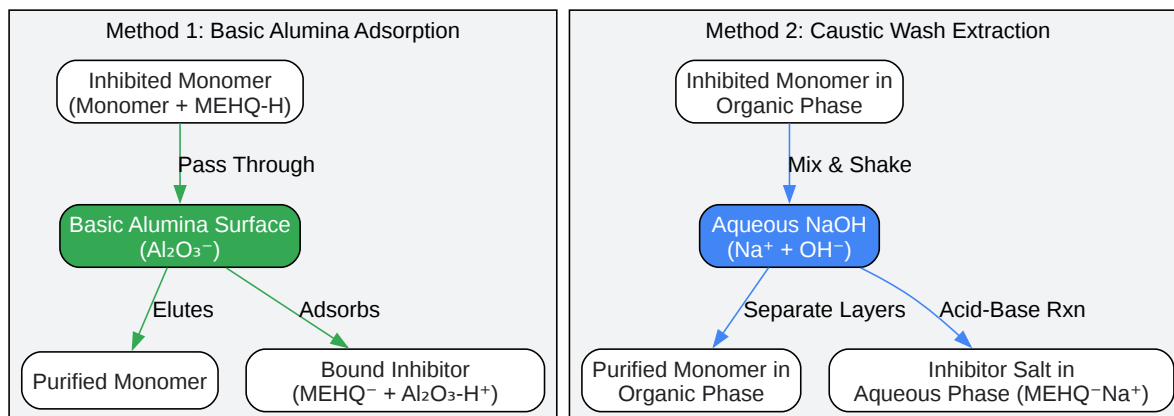 Method 1: Basic Alumina Adsorption
Inhibited Monomer
(Monomer + MEHQ-H)
Pass Through
Basic Alumina Surface
(Al₂O₃⁻)
Elutes
Adsorbs
Purified Monomer
Bound Inhibitor
(MEHQ⁻ + Al₂O₃-H⁺)
Method 2: Caustic Wash Extraction
Inhibited Monomer in
Organic Phase
Mix & Shake
Aqueous NaOH
(Na⁺ + OH⁻)
Separate Layers
Acid-Base Rxn
Purified Monomer in
Organic Phase
Inhibitor Salt in
Aqueous Phase (MEHQ⁻Na⁺)